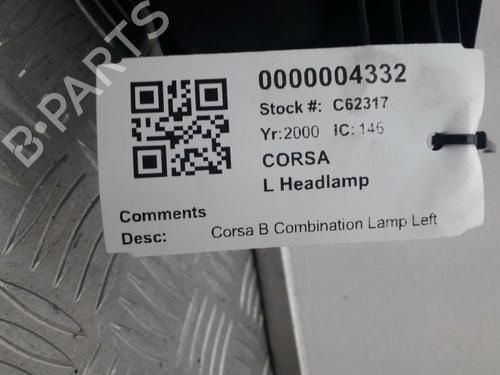 0000004332
Stock #: C62317
Yr:2000 IC:146
CORSA
L Headlamp
Comments
Desc: Corsa B Combination Lamp Left
B-PARTS